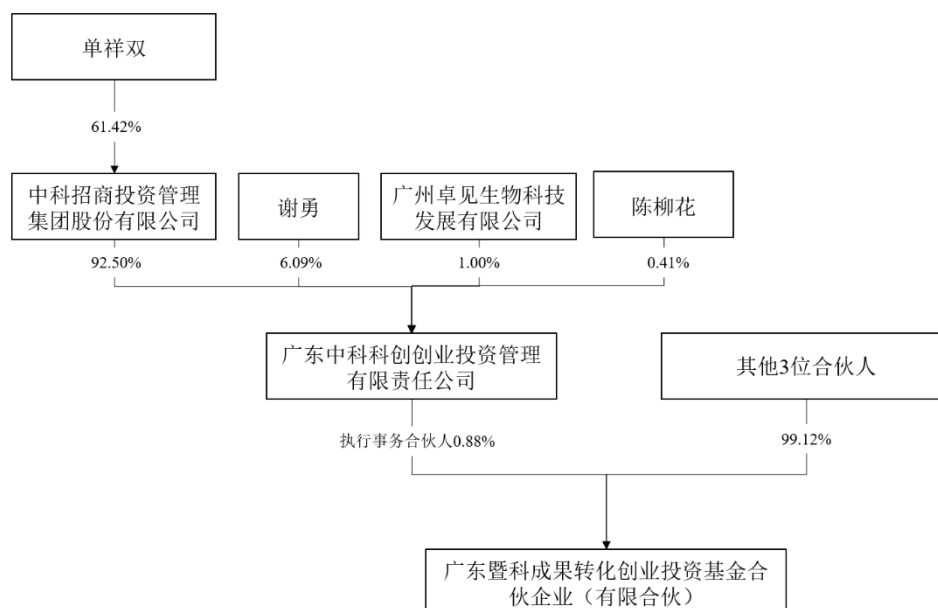 单祥双
61.42%
中科招商投资管理
集团股份有限公司
谢勇
广州卓见生物科技
发展有限公司
陈柳花
92.50%
6.09%
1.00%
0.41%
广东中科科创创业投资管理
有限责任公司
其他3位合伙人
执行事务合伙人0.88%
99.12%
广东暨科成果转化创业投资基金合
伙企业（有限合伙）